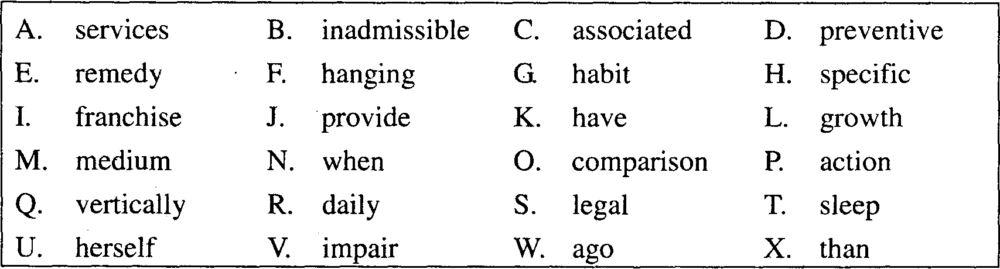 A. services B. inadmissible C. associated D. preventive
E. remedy F. hanging G. habit H. specific
I. franchise J. provide K. have L. growth
M. medium N. when O. comparison P. action
Q. vertically R. daily S. legal T. sleep
U. herself V. impair W. ago X. than